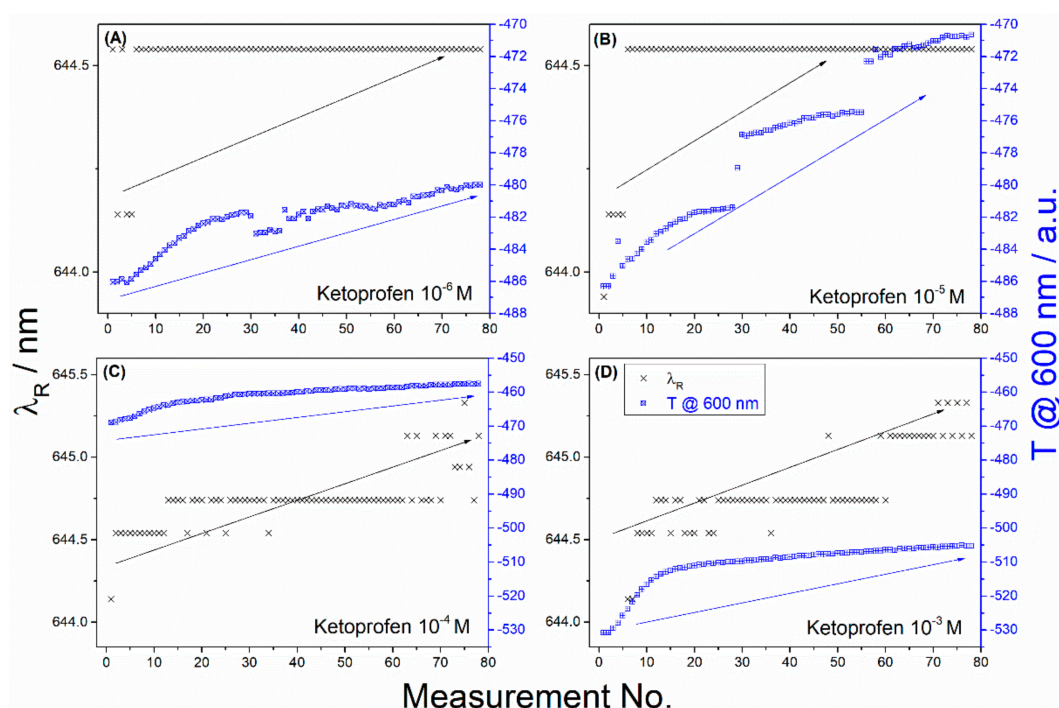 (A)
644.5
644.0
0 10 20 30 40 50 60 70 80
-470
-472
-474
-476
-478
-480
-482
-484
-486
-488
Ketoprofen 10⁻⁶ M
(B)
644.5
644.0
0 10 20 30 40 50 60 70 80
-470
-472
-474
-476
-478
-480
-482
-484
-486
-488
Ketoprofen 10⁻⁵ M
(C)
645.5
645.0
644.5
644.0
0 10 20 30 40 50 60 70 80
-450
-460
-470
-480
-490
-500
-510
-520
-530
Ketoprofen 10⁻⁴ M
(D)
λR
T @ 600 nm
645.5
645.0
644.5
644.0
0 10 20 30 40 50 60 70 80
-450
-460
-470
-480
-490
-500
-510
-520
-530
Ketoprofen 10⁻³ M
λR / nm
T @ 600 nm / a.u.
Measurement No.